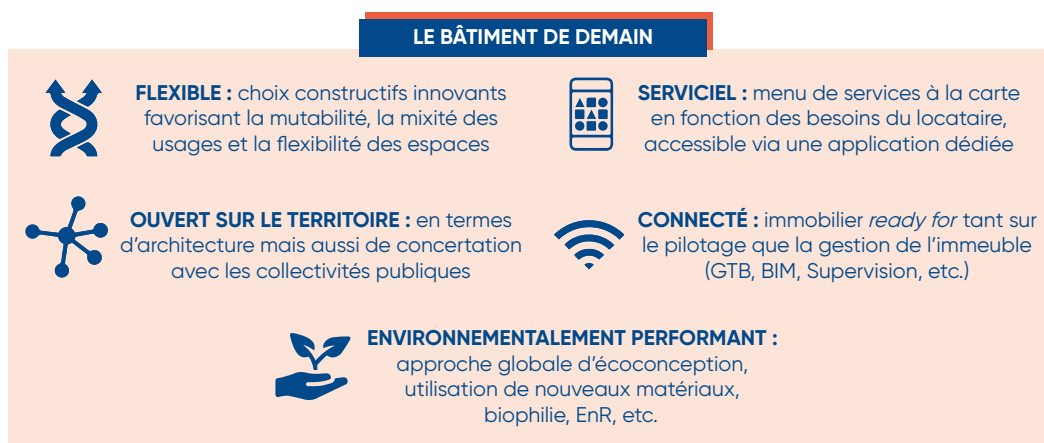 LE BÂTIMENT DE DEMAIN
FLEXIBLE : choix constructifs innovants
favorisant la mutabilité, la mixité des
usages et la flexibilité des espaces
SERVICIEL : menu de services à la carte
en fonction des besoins du locataire,
accessible via une application dédiée
OUVERT SUR LE TERRITOIRE : en termes
d’architecture mais aussi de concertation
avec les collectivités publiques
CONNECTÉ : immobilier ready for tant sur
le pilotage que la gestion de l’immeuble
(GTB, BIM, Supervision, etc.)
ENVIRONNEMENTALEMENT PERFORMANT :
approche globale d’écoconception,
utilisation de nouveaux matériaux,
biophilie, EnR, etc.